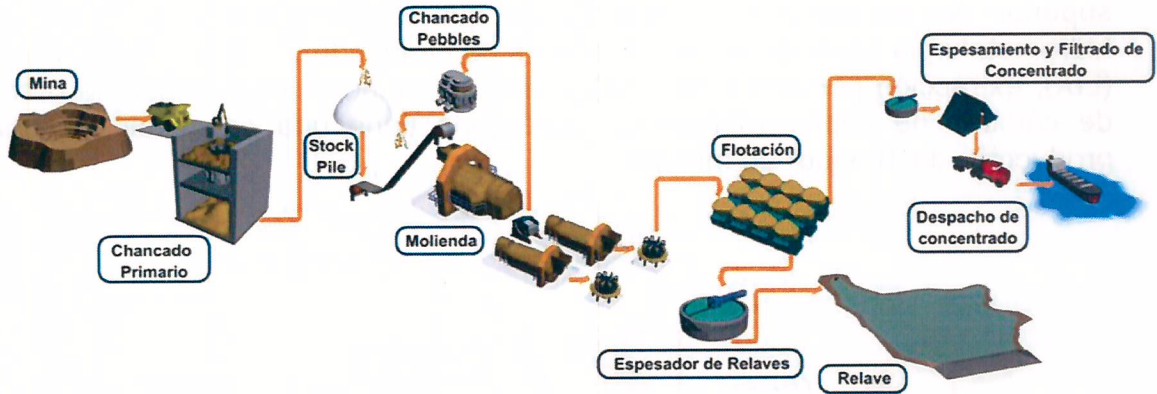 Mina
Chancado
Primario
Stock
Pile
Chancado
Pebbles
Molienda
Flotación
Espesador de Relaves
Relave
Espesamiento y Filtrado de
Concentrado
Despacho de
concentrado